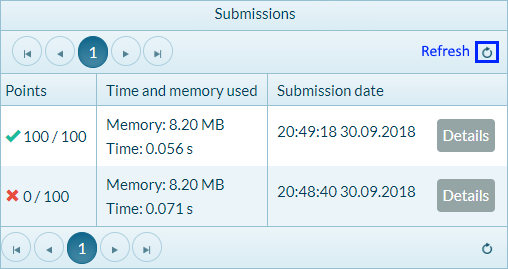 Submissions
1 Refresh
Points Time and memory used Submission date
100 / 100 Memory: 8.20 MB 20:49:18 30.09.2018 Details
Time: 0.056 s
0 / 100 Memory: 8.20 MB 20:48:40 30.09.2018 Details
Time: 0.071 s
1